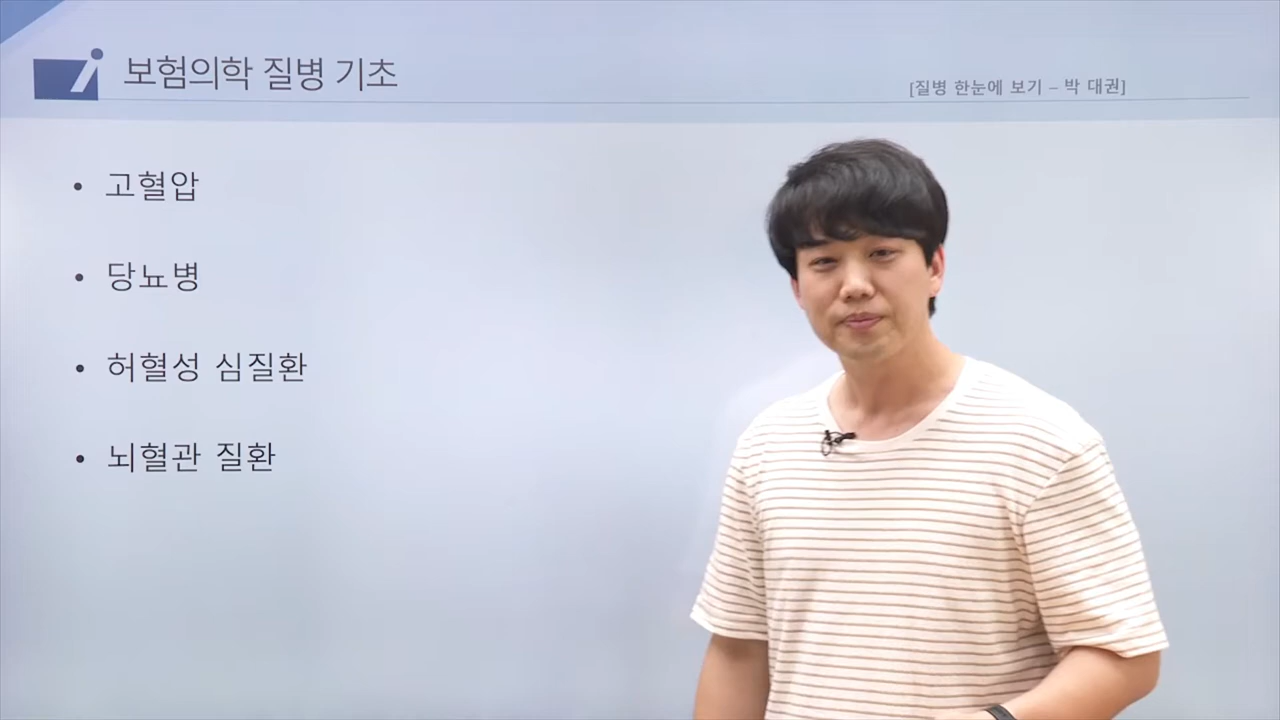 보험의학 질병 기초
[질병 한눈에 보기 – 박 대권]
• 고혈압
• 당뇨병
• 허혈성 심질환
• 뇌혈관 질환